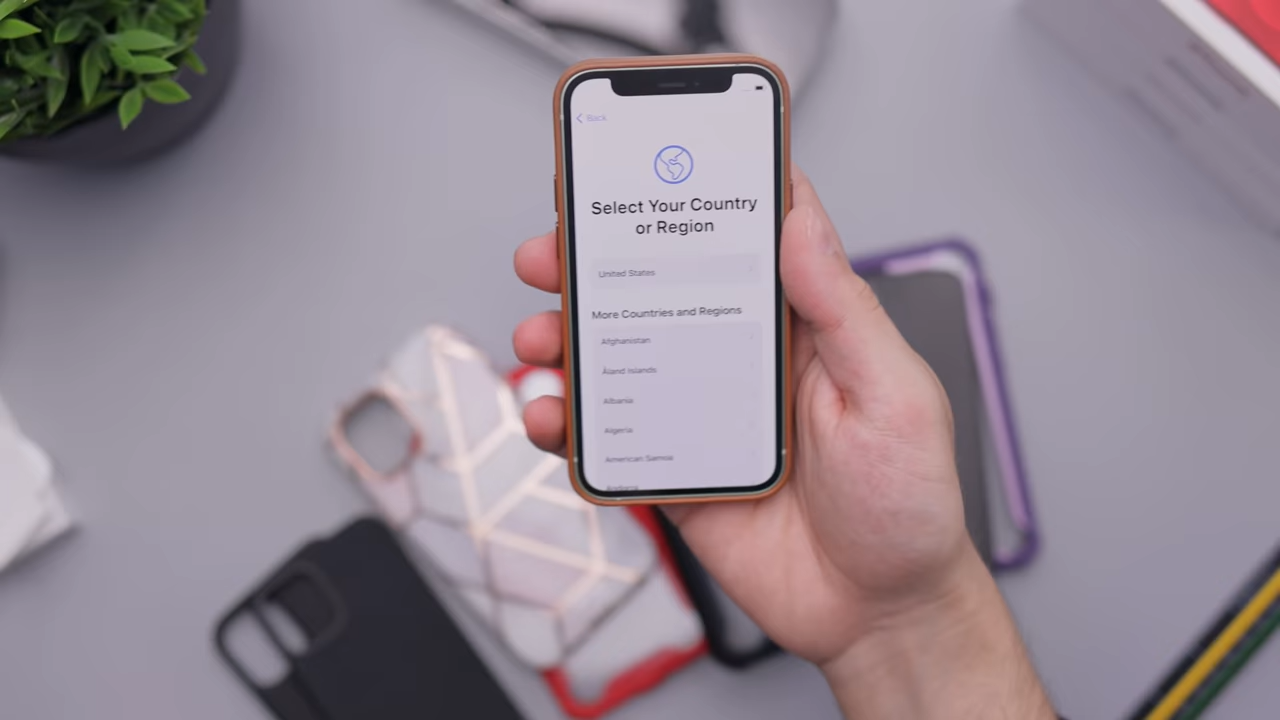 Back
Select Your Country
or Region
United States
More Countries and Regions
Afghanistan
Åland Islands
Albania
Algeria
American Samoa
Andorra